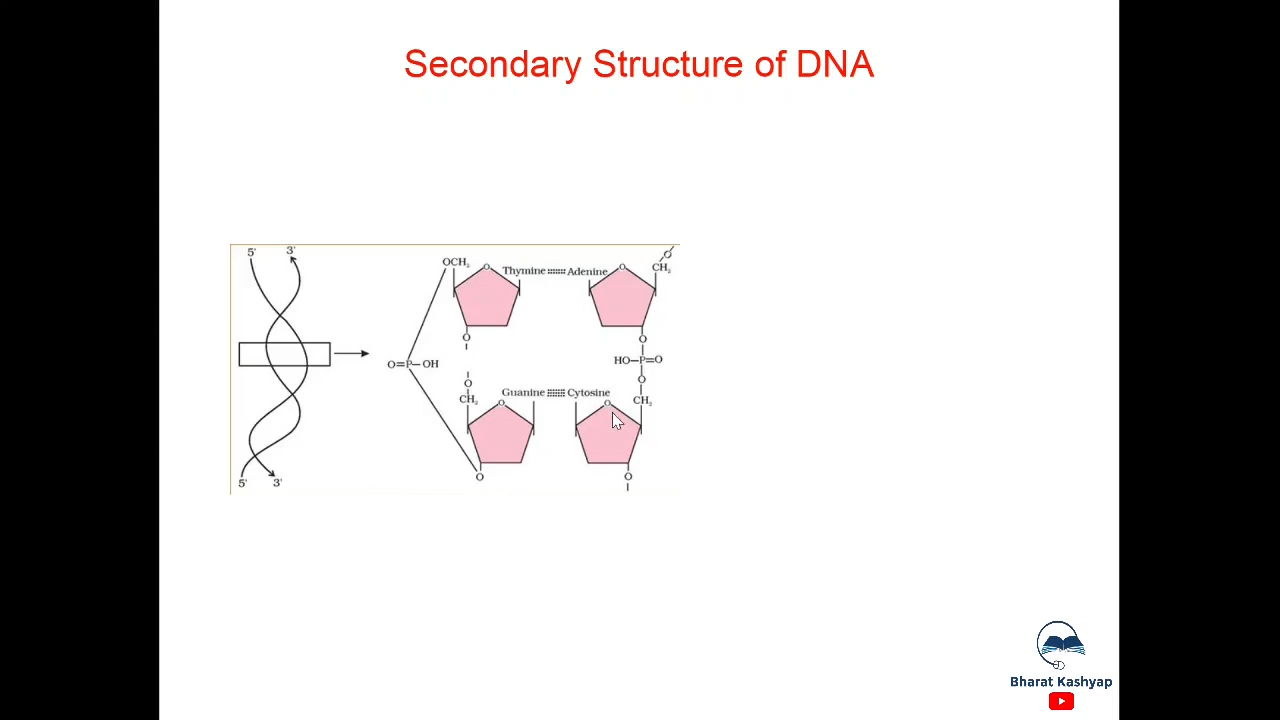 Secondary Structure of DNA
5' 3'
OCH2 O Thymine Adenine O CH2 O
O O
O=P–OH HO–P=O
O O
CH2 Guanine Cytosine CH2
O O
O O
5' 3'
Bharat Kashyap